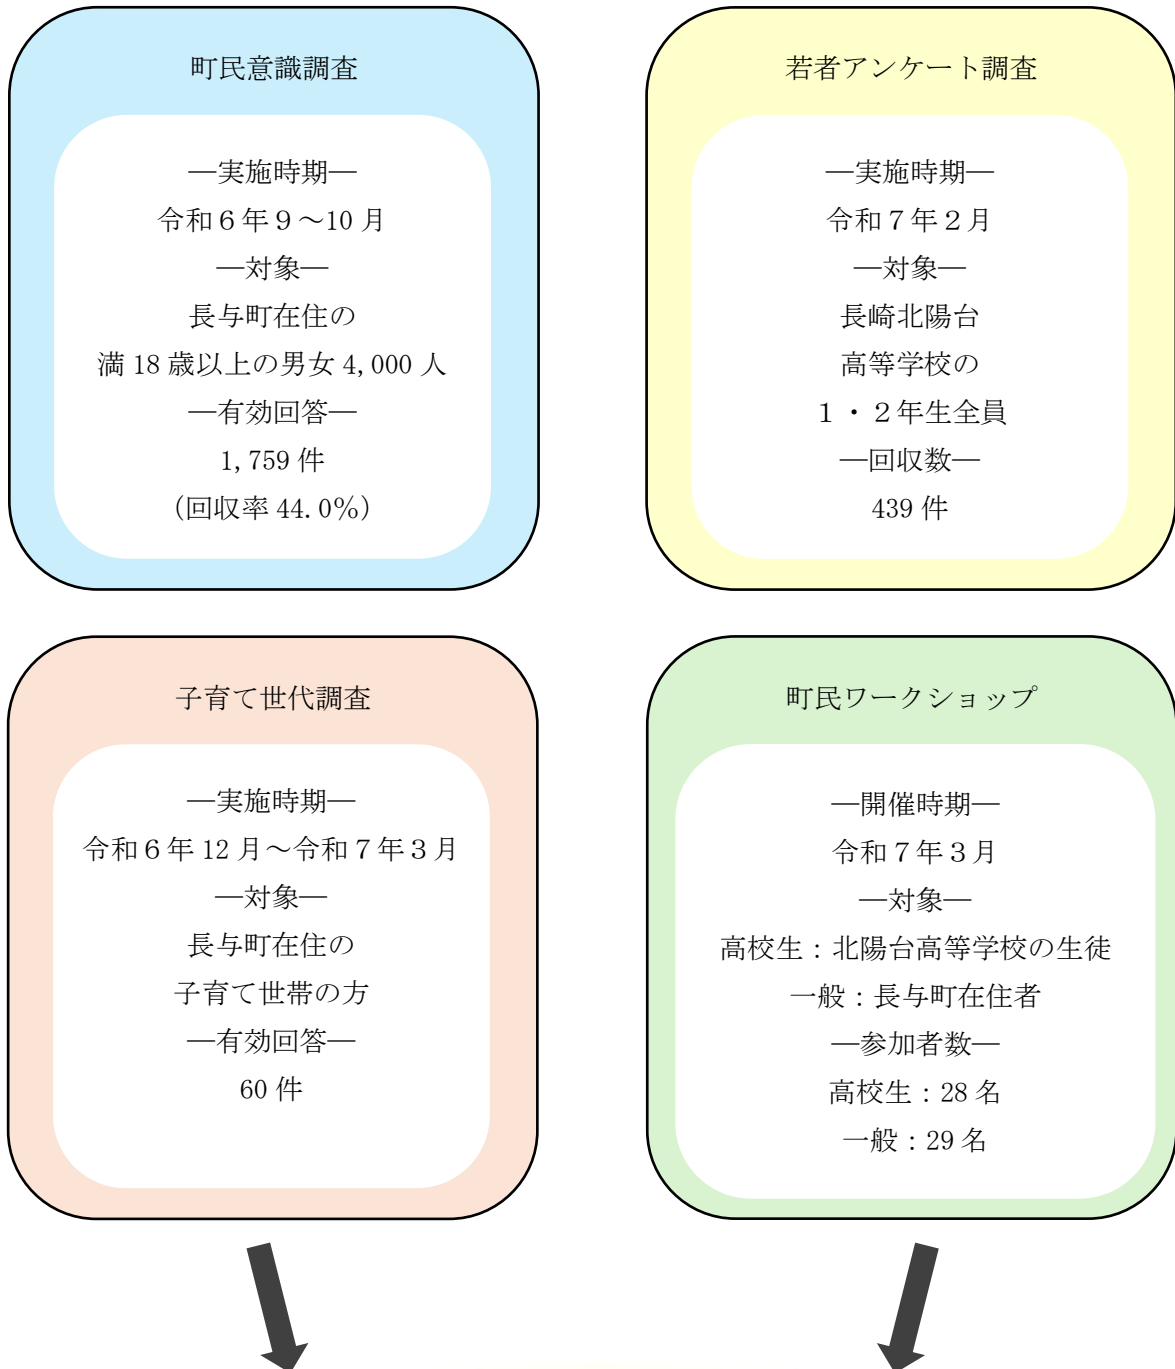 町民意識調査
―実施時期―
令和６年９～10 月
―対象―
長与町在住の
満 18 歳以上の男女 4,000 人
―有効回答―
1,759 件
（回収率 44.0％）
若者アンケート調査
―実施時期―
令和７年２月
―対象―
長崎北陽台
高等学校の
１・２年生全員
―回収数―
439 件
子育て世代調査
―実施時期―
令和６年 12 月～令和７年３月
―対象―
長与町在住の
子育て世帯の方
―有効回答―
60 件
町民ワークショップ
―開催時期―
令和７年３月
―対象―
高校生：北陽台高等学校の生徒
一般：長与町在住者
―参加者数―
高校生：28 名
一般：29 名